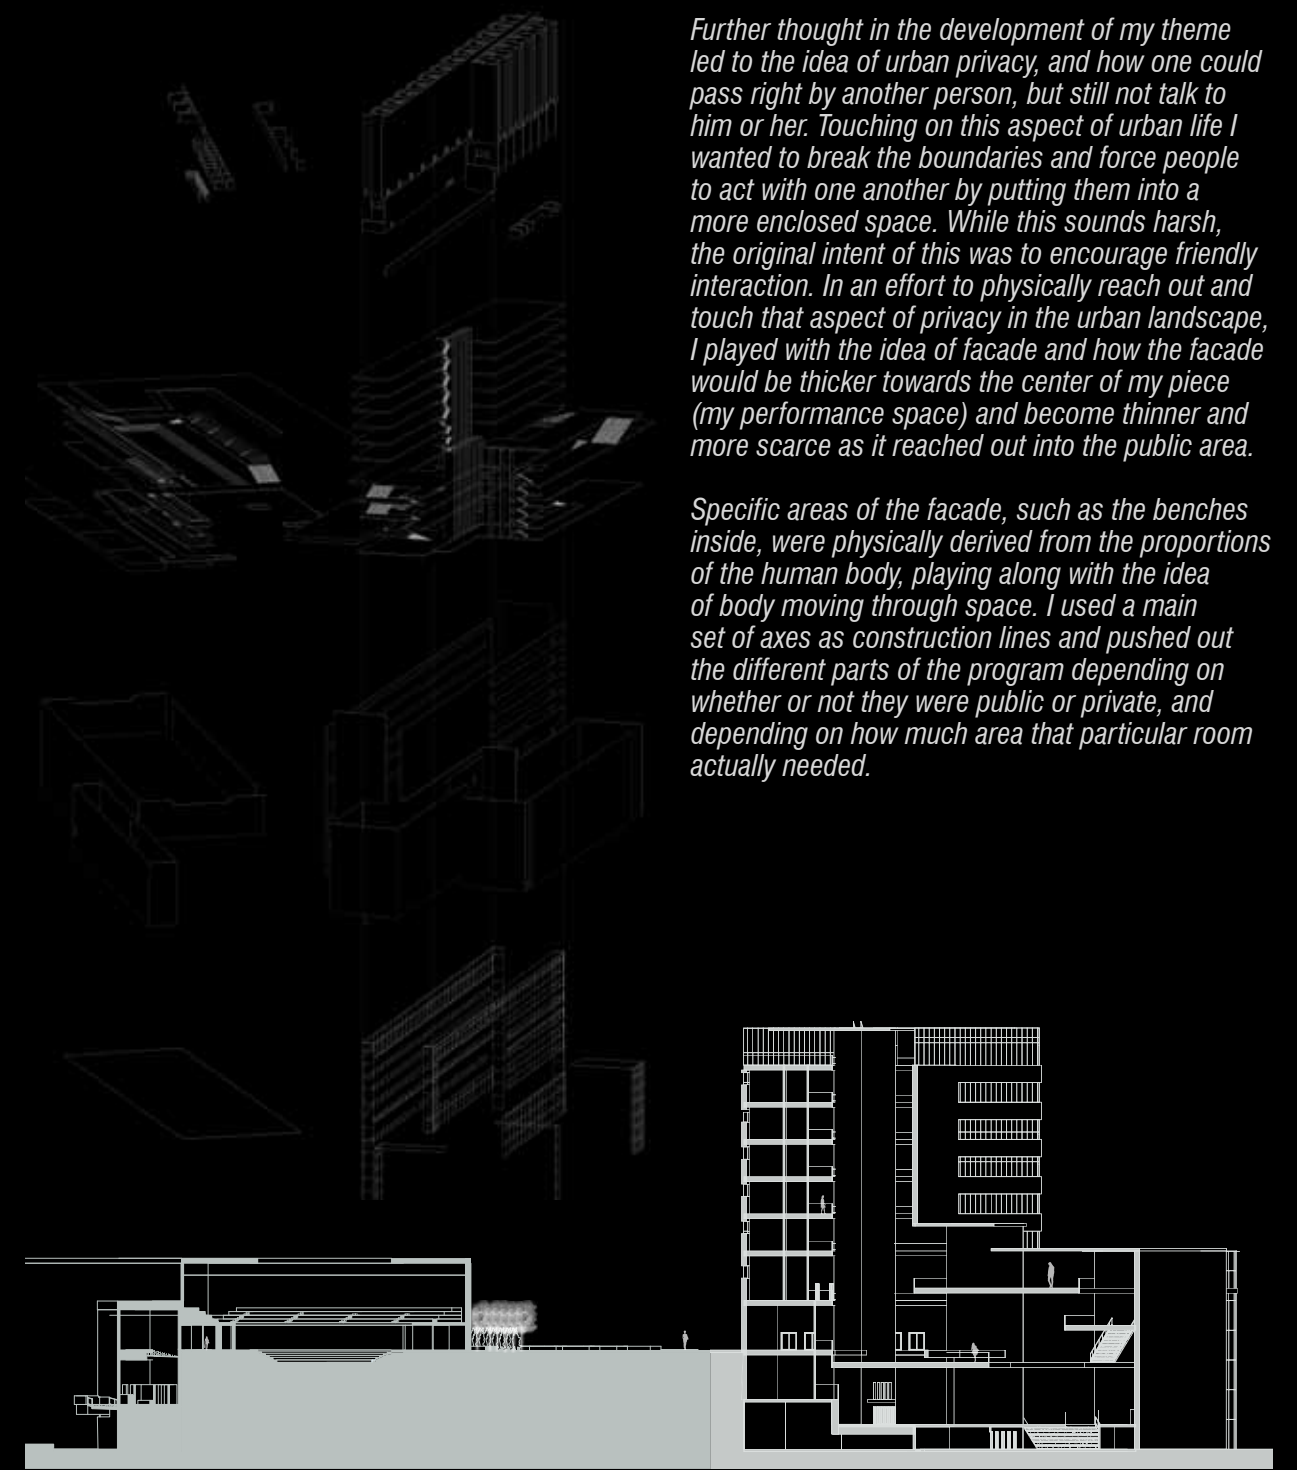 Further thought in the development of my theme
led to the idea of urban privacy, and how one could
pass right by another person, but still not talk to
him or her. Touching on this aspect of urban life I
wanted to break the boundaries and force people
to act with one another by putting them into a
more enclosed space. While this sounds harsh,
the original intent of this was to encourage friendly
interaction. In an effort to physically reach out and
touch that aspect of privacy in the urban landscape,
I played with the idea of facade and how the facade
would be thicker towards the center of my piece
(my performance space) and become thinner and
more scarce as it reached out into the public area.
Specific areas of the facade, such as the benches
inside, were physically derived from the proportions
of the human body, playing along with the idea
of body moving through space. I used a main
set of axes as construction lines and pushed out
the different parts of the program depending on
whether or not they were public or private, and
depending on how much area that particular room
actually needed.